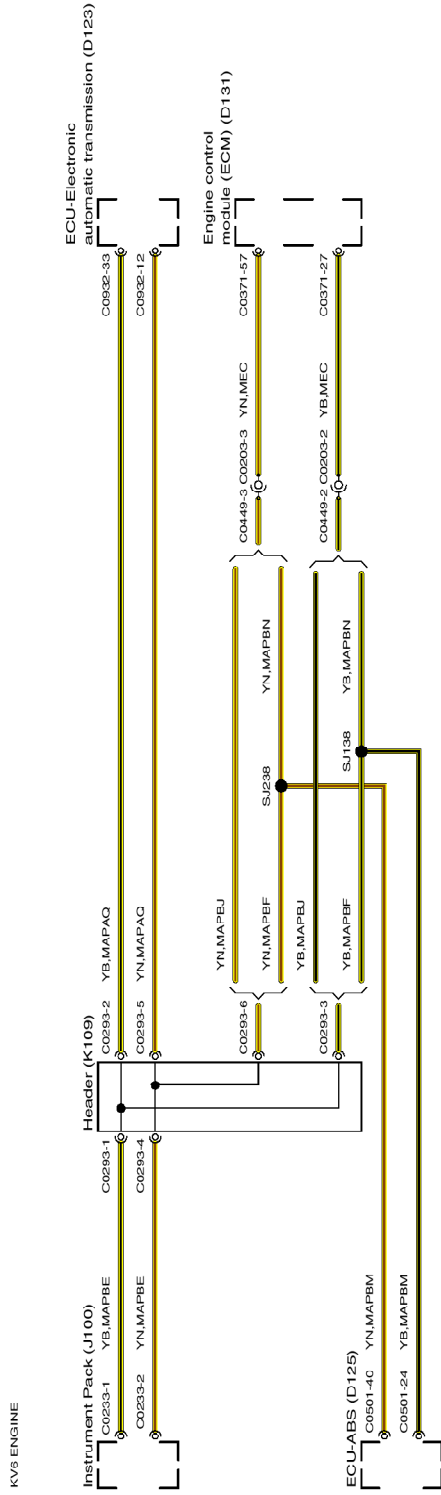 KV6 ENGINE
Instrument Pack (J100)
C0233-1
YB,MAPBE
C0233-2
YN,MAPBE
C0293-1
C0293-4
Header (K109)
C0293-2
YB,MAPAQ
C0293-5
YN,MAPAQ
ECU-Electronic
automatic transmission (D123)
C0932-33
C0932-12
C0293-6
YN,MAPBJ
YN,MAPBF
SJ238
YN,MAPBN
C0449-3
C0203-3
YN,MEC
C0371-57
Engine control
module (ECM) (D131)
C0293-3
YB,MAPBJ
YB,MAPBF
SJ138
YB,MAPBN
C0449-2
C0203-2
YB,MEC
C0371-27
ECU-ABS (D125)
C0501-40
YN,MAPBM
C0501-24
YB,MAPBM